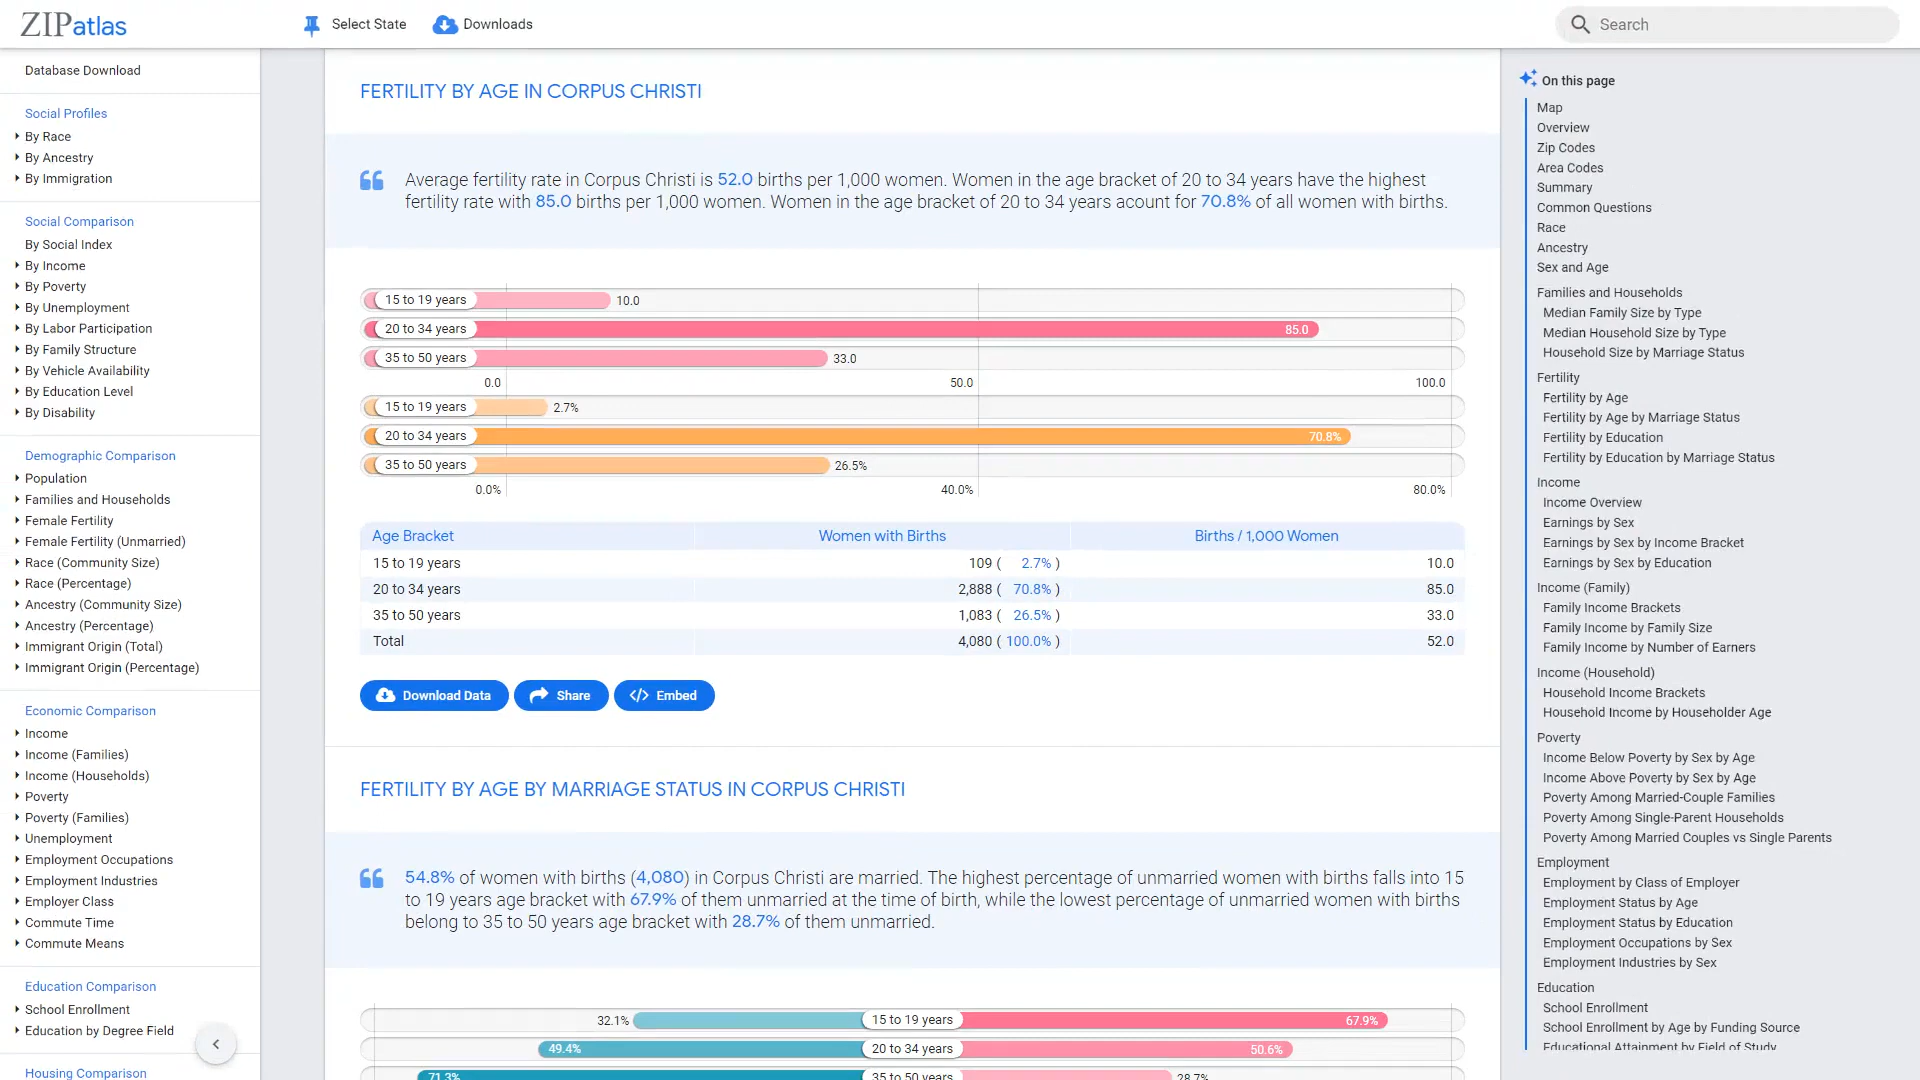 ZIPatlas
Select State
Downloads
Search
Database Download
Social Profiles
By Race
By Ancestry
By Immigration
Social Comparison
By Social Index
By Income
By Poverty
By Unemployment
By Labor Participation
By Family Structure
By Vehicle Availability
By Education Level
By Disability
Demographic Comparison
Population
Families and Households
Female Fertility
Female Fertility (Unmarried)
Race (Community Size)
Race (Percentage)
Ancestry (Community Size)
Ancestry (Percentage)
Immigrant Origin (Total)
Immigrant Origin (Percentage)
Economic Comparison
Income
Income (Families)
Income (Households)
Poverty
Poverty (Families)
Unemployment
Employment Occupations
Employment Industries
Employer Class
Commute Time
Commute Means
Education Comparison
School Enrollment
Education by Degree Field
Housing Comparison
FERTILITY BY AGE IN CORPUS CHRISTI
Average fertility rate in Corpus Christi is 52.0 births per 1,000 women. Women in the age bracket of 20 to 34 years have the highest
fertility rate with 85.0 births per 1,000 women. Women in the age bracket of 20 to 34 years acount for 70.8% of all women with births.
15 to 19 years 10.0
20 to 34 years 85.0
35 to 50 years 33.0
0.0 50.0 100.0
15 to 19 years 2.7%
20 to 34 years 70.8%
35 to 50 years 26.5%
0.0% 40.0% 80.0%
Age Bracket Women with Births Births / 1,000 Women
15 to 19 years 109 ( 2.7% ) 10.0
20 to 34 years 2,888 ( 70.8% ) 85.0
35 to 50 years 1,083 ( 26.5% ) 33.0
Total 4,080 ( 100.0% ) 52.0
Download Data Share Embed
FERTILITY BY AGE BY MARRIAGE STATUS IN CORPUS CHRISTI
54.8% of women with births (4,080) in Corpus Christi are married. The highest percentage of unmarried women with births falls into 15
to 19 years age bracket with 67.9% of them unmarried at the time of birth, while the lowest percentage of unmarried women with births
belong to 35 to 50 years age bracket with 28.7% of them unmarried.
32.1% 15 to 19 years 67.9%
49.4% 20 to 34 years 50.6%
71.3% 35 to 50 years 28.7%
On this page
Map
Overview
Zip Codes
Area Codes
Summary
Common Questions
Race
Ancestry
Sex and Age
Families and Households
Median Family Size by Type
Median Household Size by Type
Household Size by Marriage Status
Fertility
Fertility by Age
Fertility by Age by Marriage Status
Fertility by Education
Fertility by Education by Marriage Status
Income
Income Overview
Earnings by Sex
Earnings by Sex by Income Bracket
Earnings by Sex by Education
Income (Family)
Family Income Brackets
Family Income by Family Size
Family Income by Number of Earners
Income (Household)
Household Income Brackets
Household Income by Householder Age
Poverty
Income Below Poverty by Sex by Age
Income Above Poverty by Sex by Age
Poverty Among Married-Couple Families
Poverty Among Single-Parent Households
Poverty Among Married Couples vs Single Parents
Employment
Employment by Class of Employer
Employment Status by Age
Employment Status by Education
Employment Occupations by Sex
Employment Industries by Sex
Education
School Enrollment
School Enrollment by Age by Funding Source
Educational Attainment by Field of Study